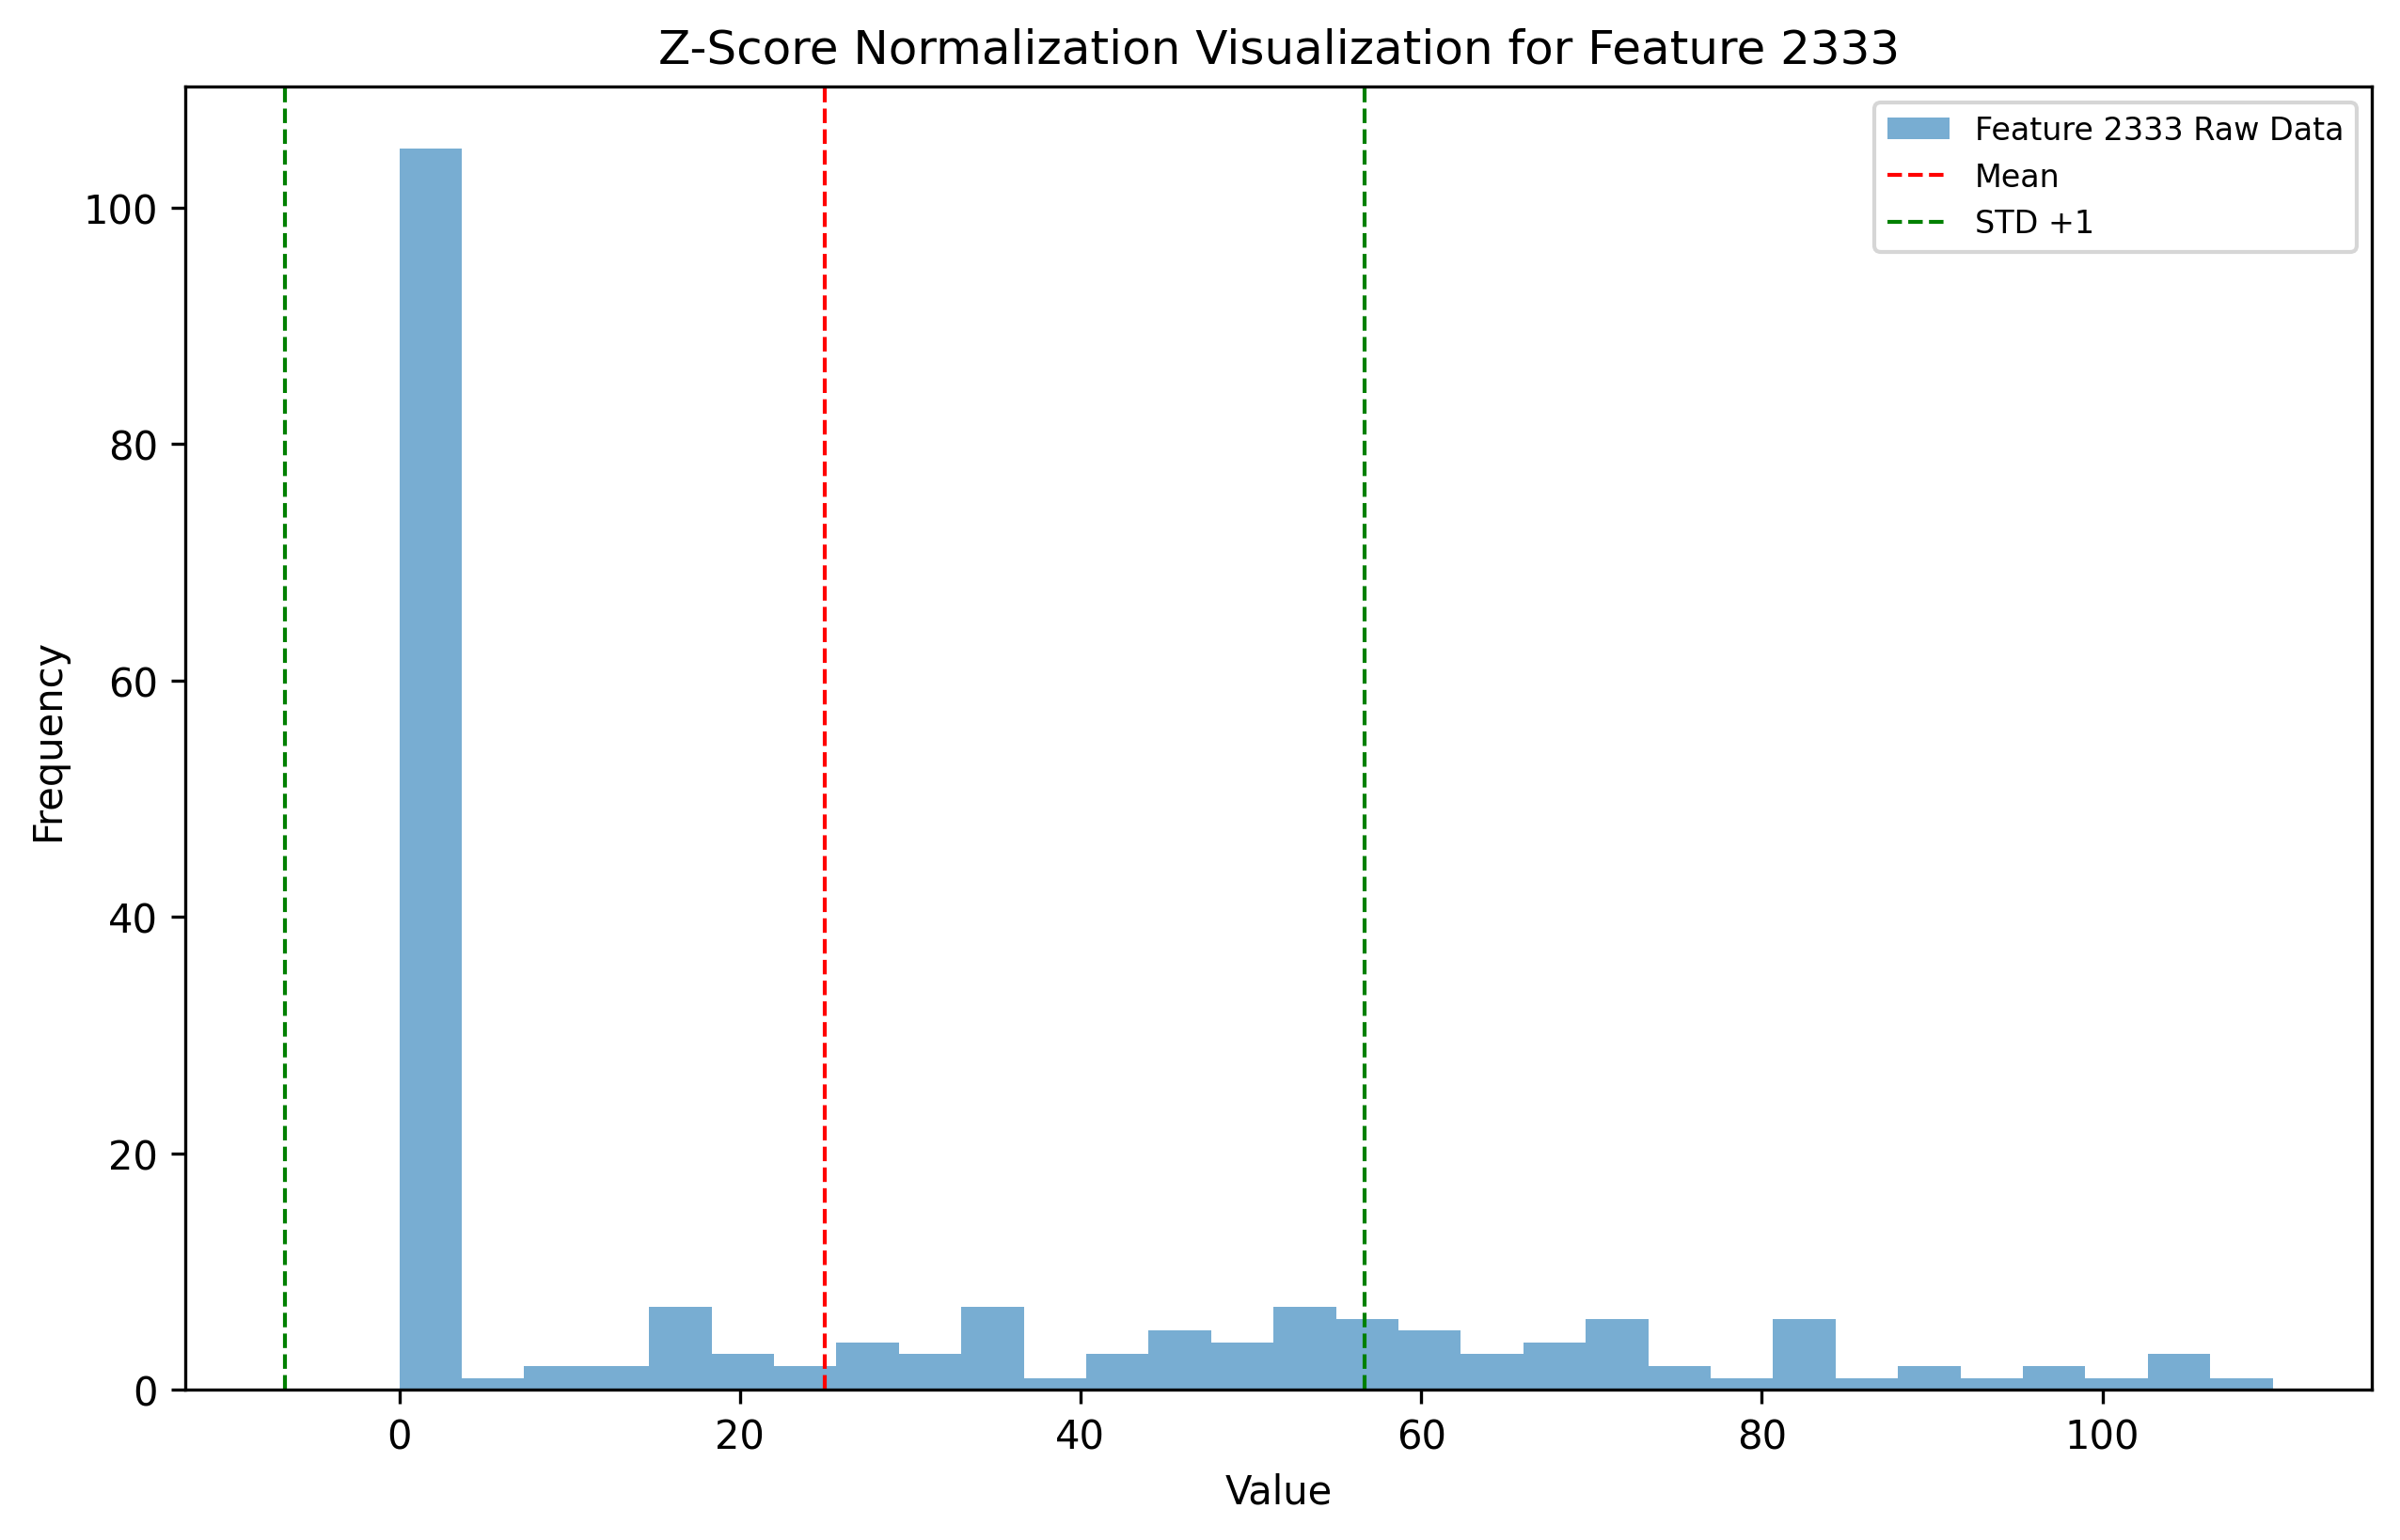 Z-Score Normalization Visualization for Feature 2333
Feature 2333 Raw Data
Mean
STD +1
Frequency
100
80
60
40
20
0
0 20 40 60 80 100
Value